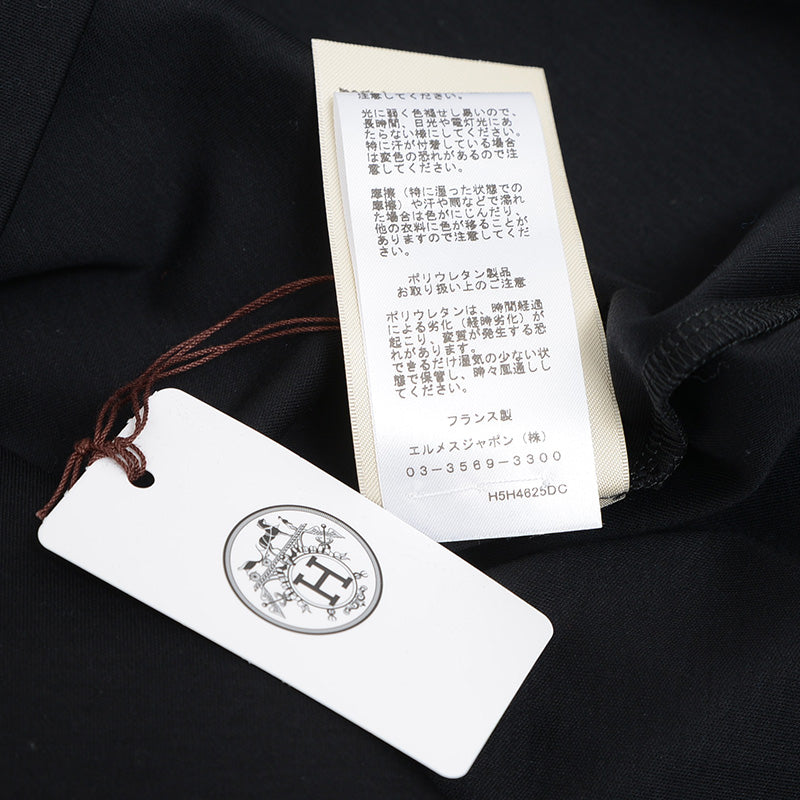 注意してください。
光に弱く色褪せし易いので、
長時間、日光や電灯光にあ
たらない様にしてください。
特に汗が付着している場合
は変色の恐れがあるので注
意してください。
摩擦（特に湿った状態での
摩擦）や汗や雨などで濡れ
た場合は色がにじんだり、
他の衣料に色が移ることが
ありますので注意してくだ
さい。
ポリウレタン製品
お取り扱い上のご注意
ポリウレタンは、時間経過
による劣化（経時劣化）が
起こり、変質が発生する恐
れがあります。
できるだけ湿気の少ない状
態で保管し、時々風通しし
てください。
フランス製
エルメスジャポン（株）
03-3569-3300
H5H4625DC
H